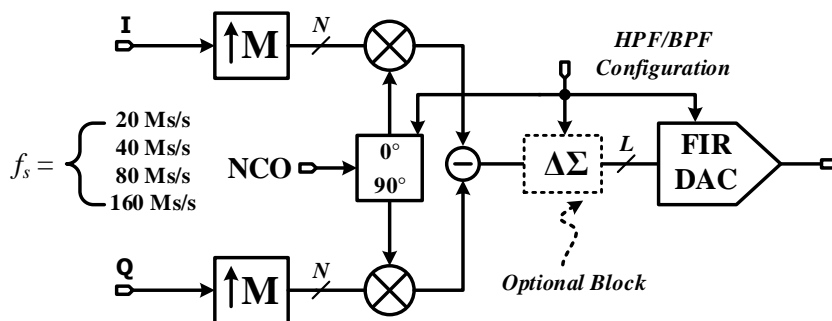 I
↑M
N
HPF/BPF
Configuration
20 Ms/s
40 Ms/s
80 Ms/s
160 Ms/s
fs =
NCO
0°
90°
−
ΔΣ
L
FIR
DAC
Q
↑M
N
Optional Block